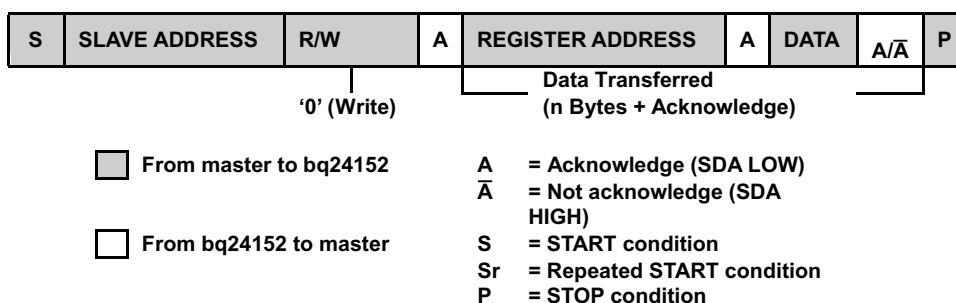 S SLAVE ADDRESS R/W A REGISTER ADDRESS A DATA A/A̅ P
Data Transferred
‘0’ (Write) (n Bytes + Acknowledge)
From master to bq24152
From bq24152 to master
A = Acknowledge (SDA LOW)
A̅ = Not acknowledge (SDA
HIGH)
S = START condition
Sr = Repeated START condition
P = STOP condition